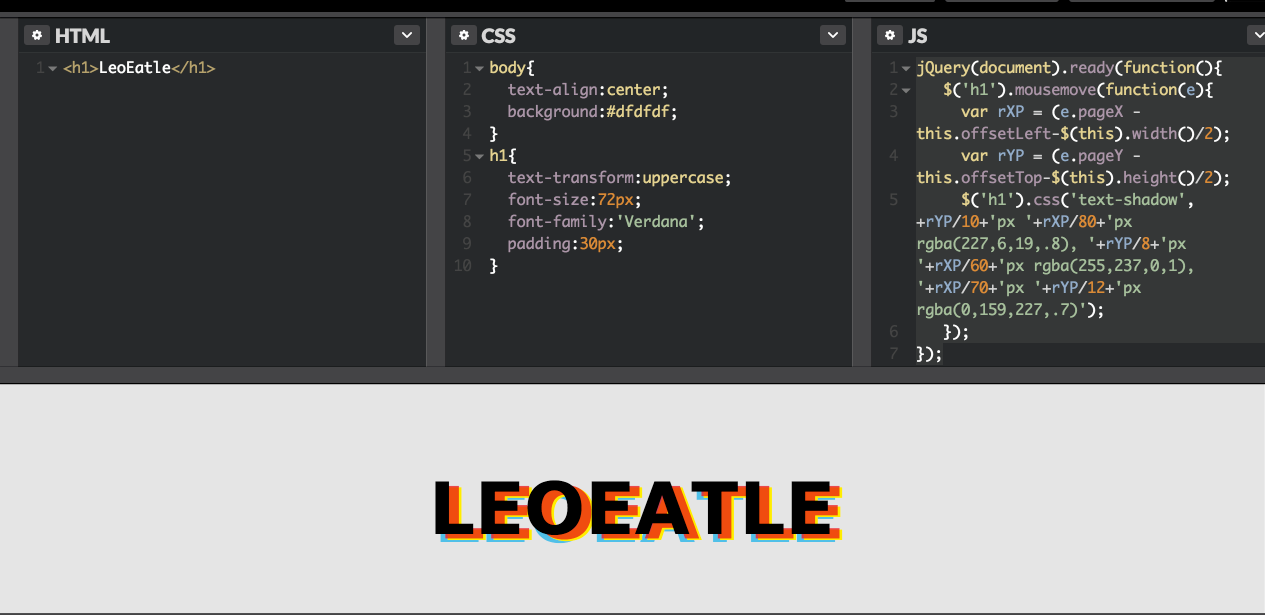 HTML
1 <h1>LeoEatle</h1>
CSS
1 body{
2 text-align:center;
3 background:#dfdfdf;
4 }
5 h1{
6 text-transform:uppercase;
7 font-size:72px;
8 font-family:'Verdana';
9 padding:30px;
10 }
JS
1 jQuery(document).ready(function(){
2 $('h1').mousemove(function(e){
3 var rXP = (e.pageX -
this.offsetLeft-$(this).width()/2);
4 var rYP = (e.pageY -
this.offsetTop-$(this).height()/2);
5 $('h1').css('text-shadow',
+rYP/10+'px '+rXP/80+'px
rgba(227,6,19,.8), '+rYP/8+'px
'+rXP/60+'px rgba(255,237,0,1),
'+rXP/70+'px '+rYP/12+'px
rgba(0,159,227,.7)');
6 });
7 });
LEOEATLE